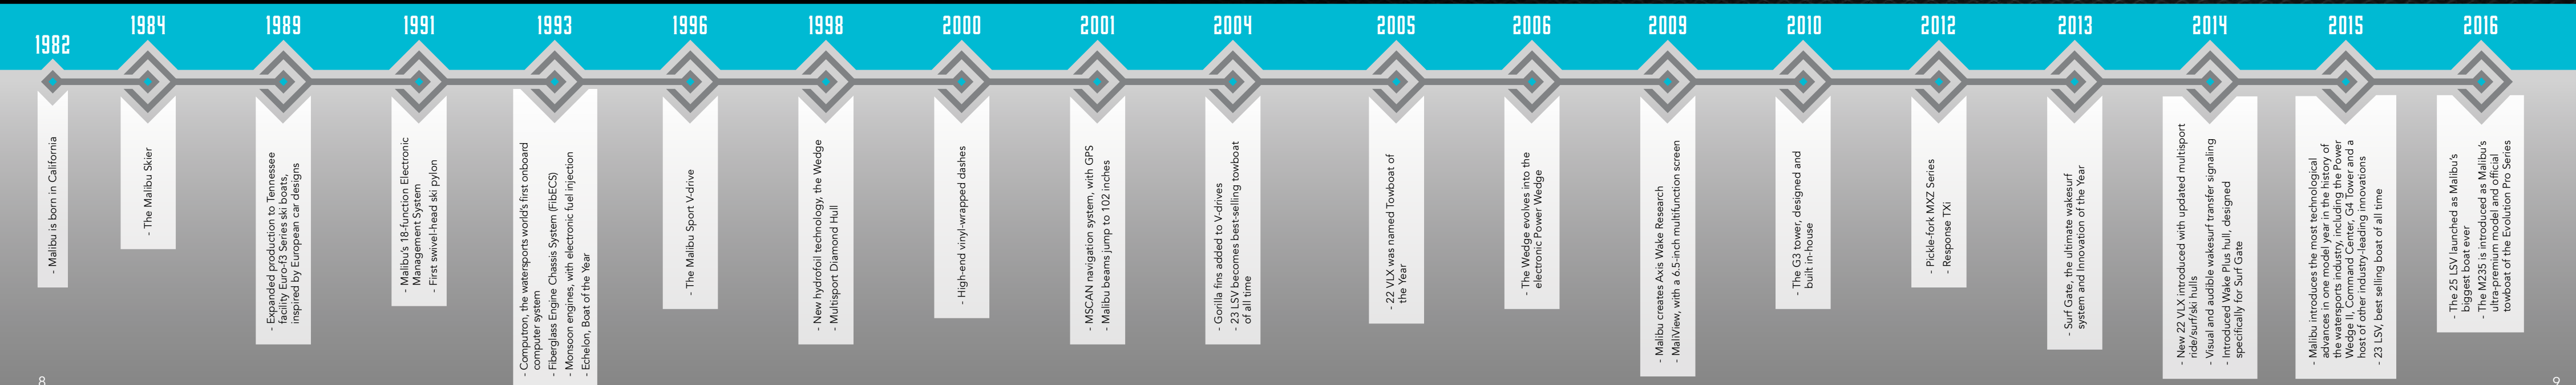 1982
- Malibu is born in California
1984
- The Malibu Skier
1989
- Expanded production to Tennessee
facility Euro-f3 Series ski boats,
inspired by European car designs
1991
- Malibu's 18-function Electronic
Management System
- First swivel-head ski pylon
1993
- Computron, the watersports world's first onboard
computer system
- Fiberglass Engine Chassis System (FibECS)
- Monsoon engines, with electronic fuel injection
- Echelon, Boat of the Year
1996
- The Malibu Sport V-drive
1998
- New hydrofoil technology, the Wedge
- Multisport Diamond Hull
2000
- High-end vinyl-wrapped dashes
2001
- MSCAN navigation system, with GPS
- Malibu beams jump to 102 inches
2004
- Gorilla fins added to V-drives
- 23 LSV becomes best-selling towboat
of all time
2005
- 22 VLX was named Towboat of
the Year
2006
- The Wedge evolves into the
electronic Power Wedge
2009
- Malibu creates Axis Wake Research
- MaliView, with a 6.5-inch multifunction screen
2010
- The G3 tower, designed and
built in-house
2012
- Pickle-fork MXZ Series
- Response TXi
2013
- Surf Gate, the ultimate wakesurf
system and Innovation of the Year
2014
- New 22 VLX introduced with updated multisport
ride/surf/ski hulls
- Visual and audible wakesurf transfer signaling
- Introduced Wake Plus hull, designed
specifically for Surf Gate
2015
- Malibu introduces the most technological
advances in one model year in the history of
the watersports industry, including the Power
Wedge II, Command Center, G4 Tower and a
host of other industry-leading innovations
- 23 LSV, best selling boat of all time
2016
- The 25 LSV launched as Malibu's
biggest boat ever
- The M235 is introduced as Malibu's
ultra-premium model and official
towboat of the Evolution Pro Series
8
9